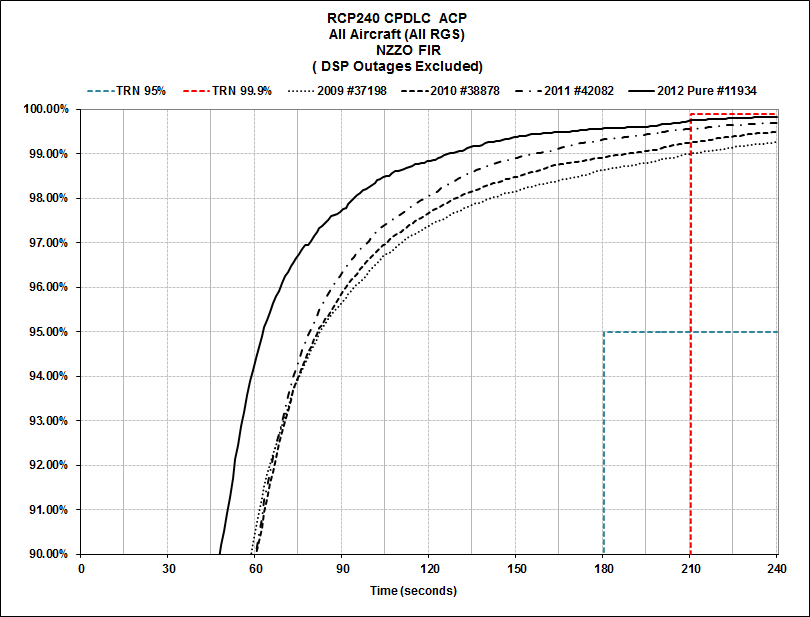 RCP240 CPDLC ACP
All Aircraft (All RGS)
NZZO FIR
( DSP Outages Excluded)
TRN 95% TRN 99.9% 2009 #37198 2010 #38878 2011 #42082 2012 Pure #11934
100.00%
99.00%
98.00%
97.00%
96.00%
95.00%
94.00%
93.00%
92.00%
91.00%
90.00%
0 30 60 90 120 150 180 210 240
Time (seconds)